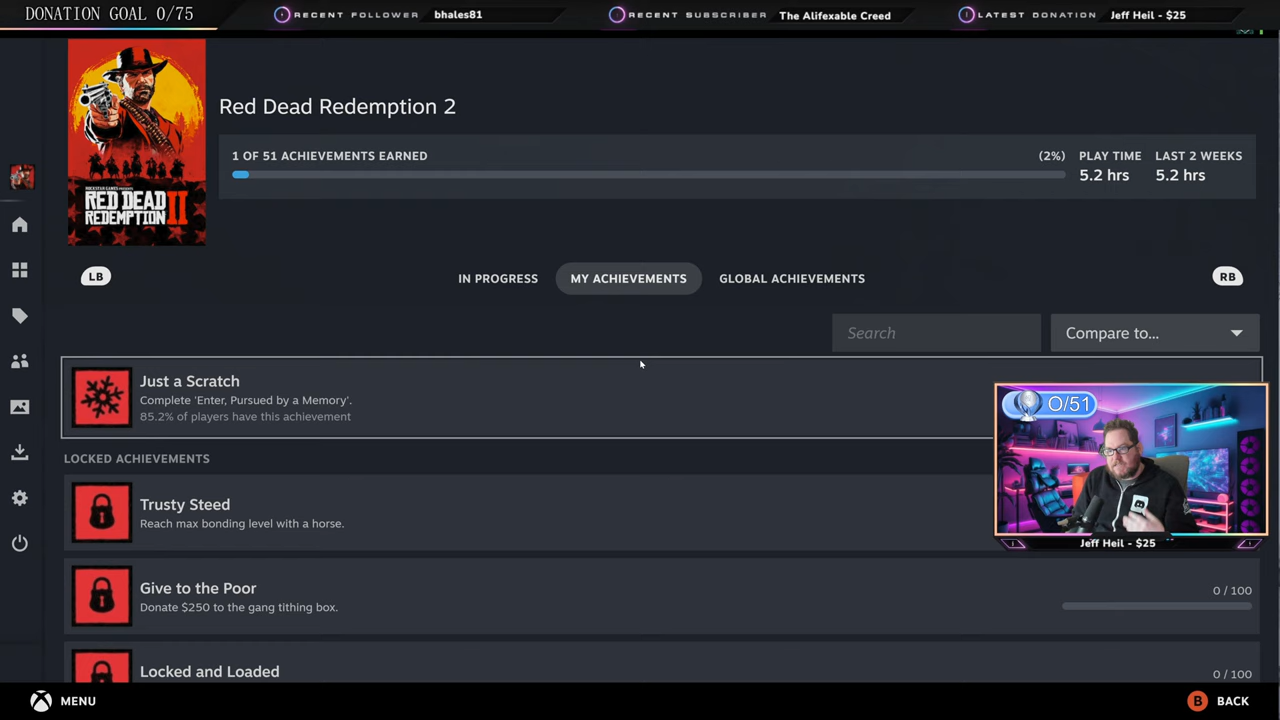 DONATION GOAL 0/75
RECENT FOLLOWER bhales81
RECENT SUBSCRIBER The Alifexable Creed
LATEST DONATION Jeff Heil - $25
ROCKSTAR GAMES PRESENTS
RED DEAD
REDEMPTION II
Red Dead Redemption 2
1 OF 51 ACHIEVEMENTS EARNED
(2%)
PLAY TIME
5.2 hrs
LAST 2 WEEKS
5.2 hrs
LB
IN PROGRESS
MY ACHIEVEMENTS
GLOBAL ACHIEVEMENTS
RB
Search
Compare to...
Just a Scratch
Complete 'Enter, Pursued by a Memory'.
85.2% of players have this achievement
0/51
Jeff Heil - $25
LOCKED ACHIEVEMENTS
Trusty Steed
Reach max bonding level with a horse.
Give to the Poor
Donate $250 to the gang tithing box.
0 / 100
Locked and Loaded
0 / 100
MENU
B BACK